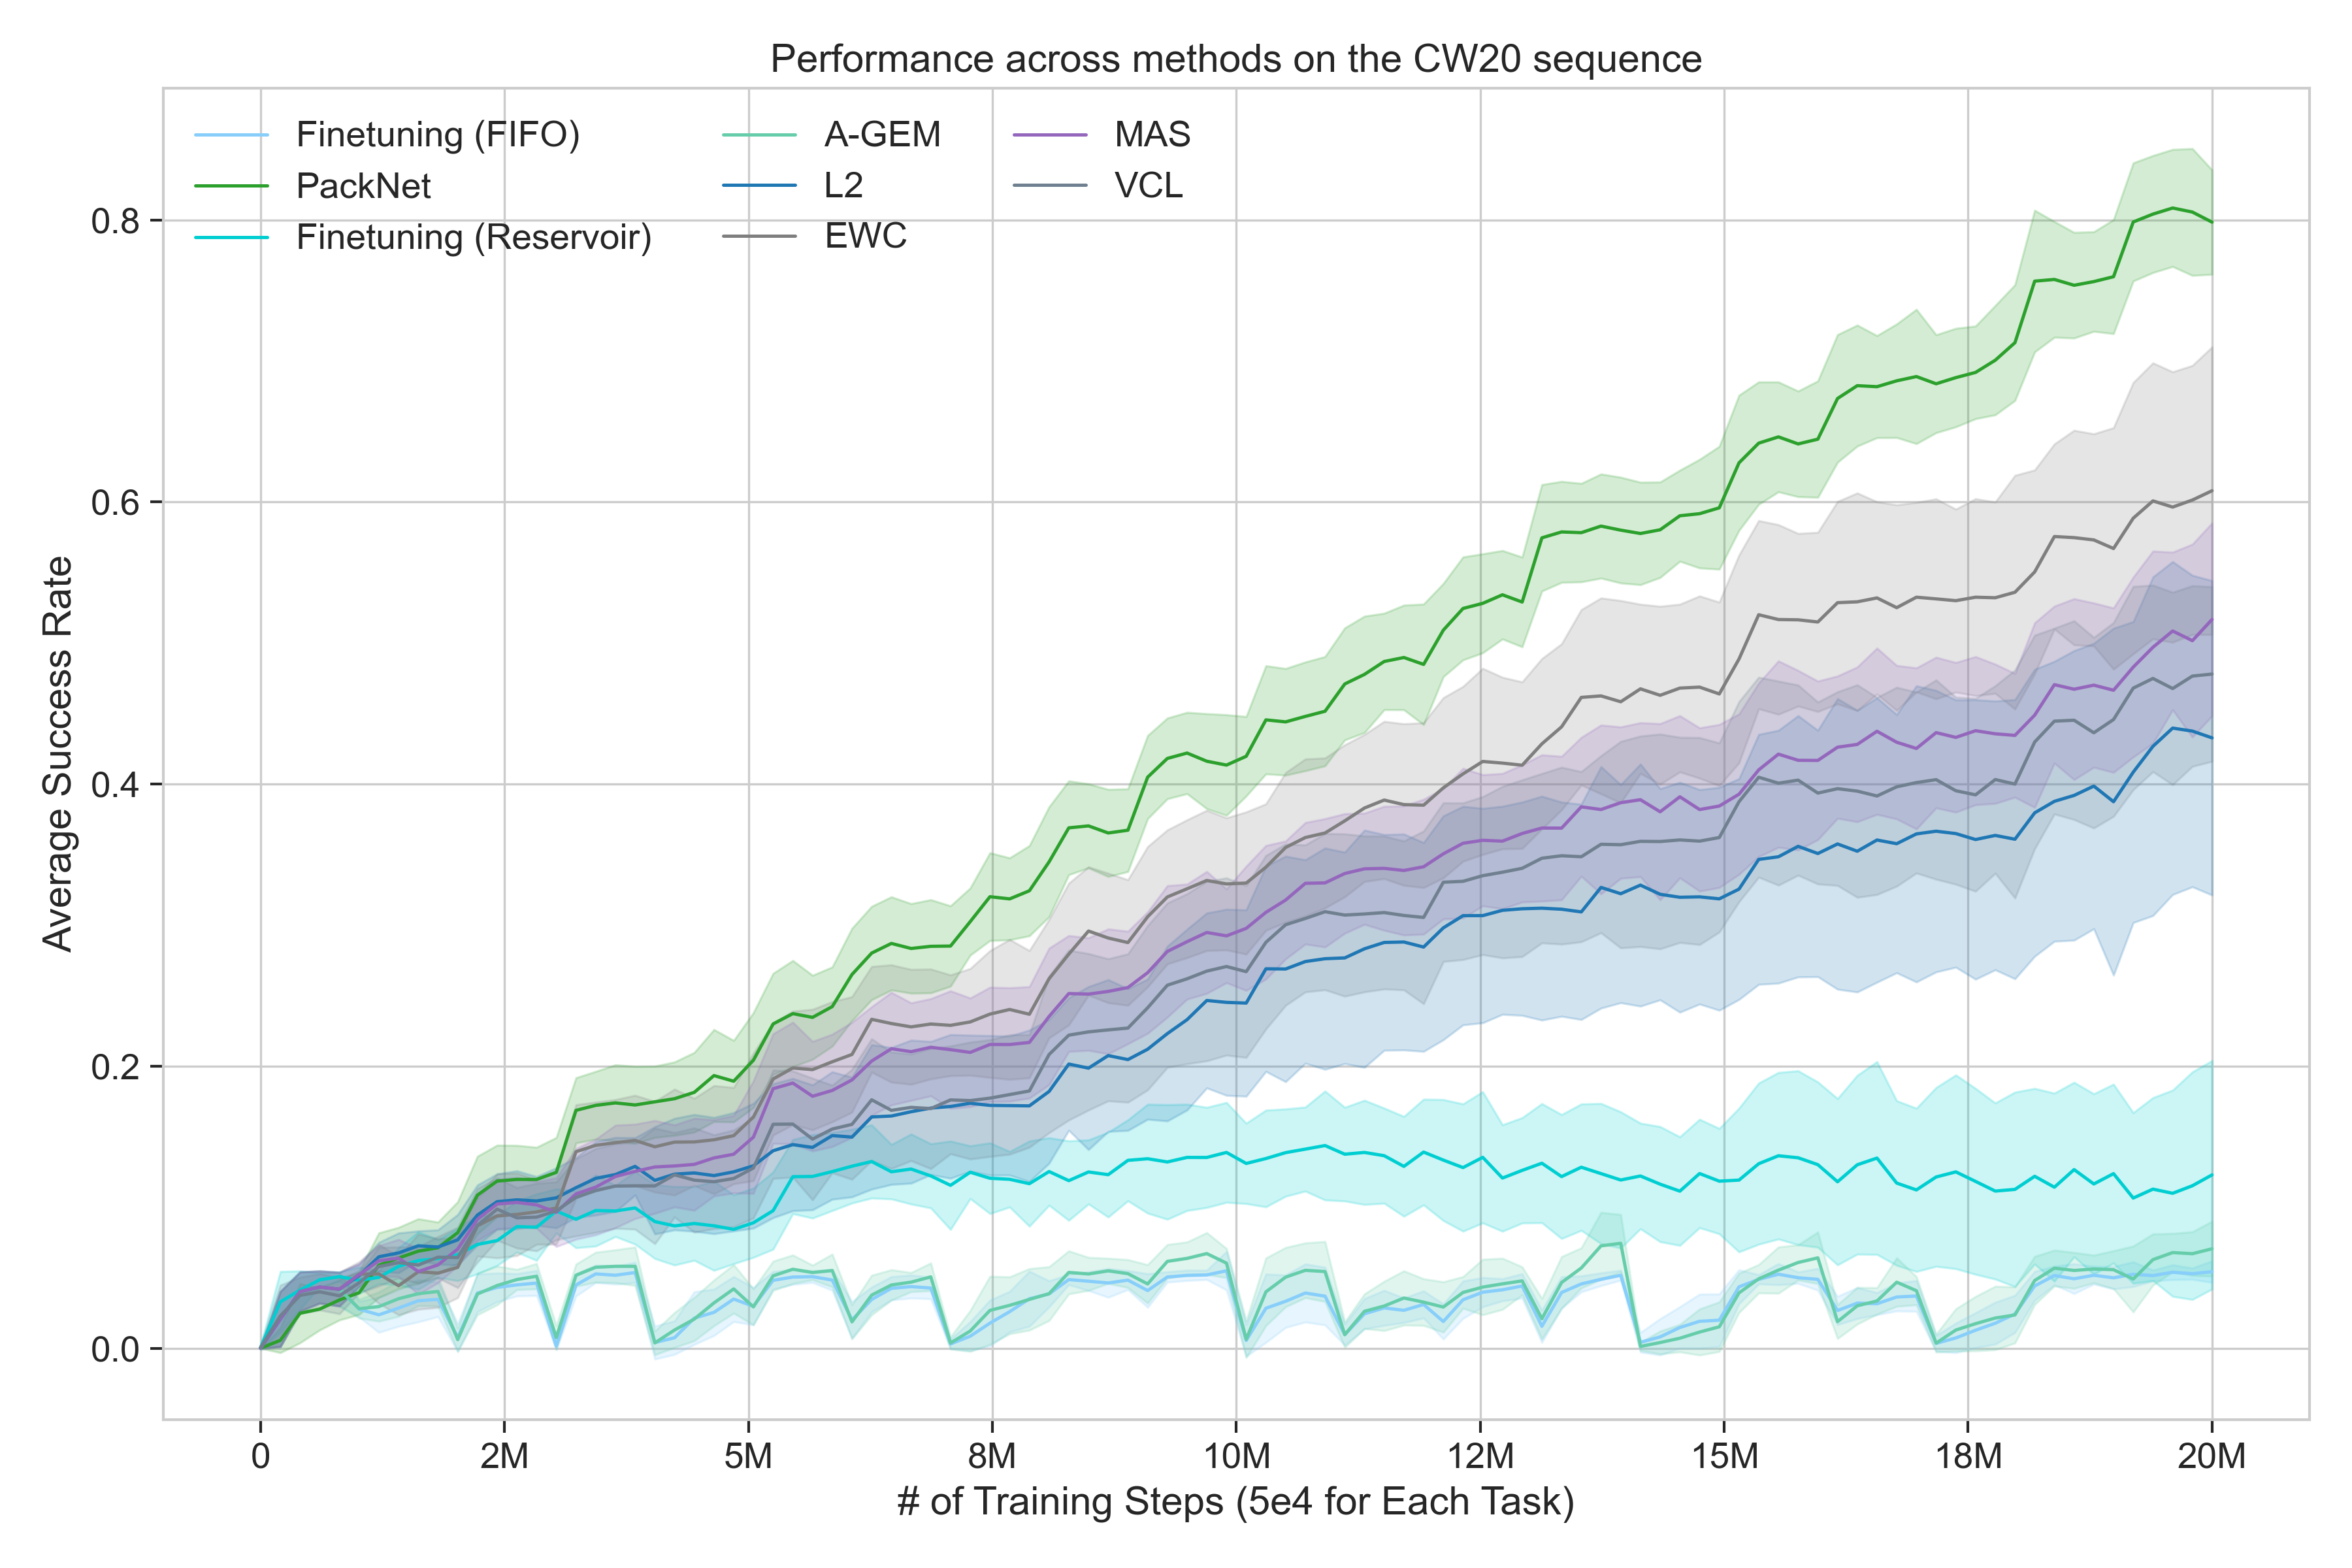 Performance across methods on the CW20 sequence
Finetuning (FIFO)
PackNet
Finetuning (Reservoir)
A-GEM
L2
EWC
MAS
VCL
Average Success Rate
0.8
0.6
0.4
0.2
0.0
0 2M 5M 8M 10M 12M 15M 18M 20M
# of Training Steps (5e4 for Each Task)